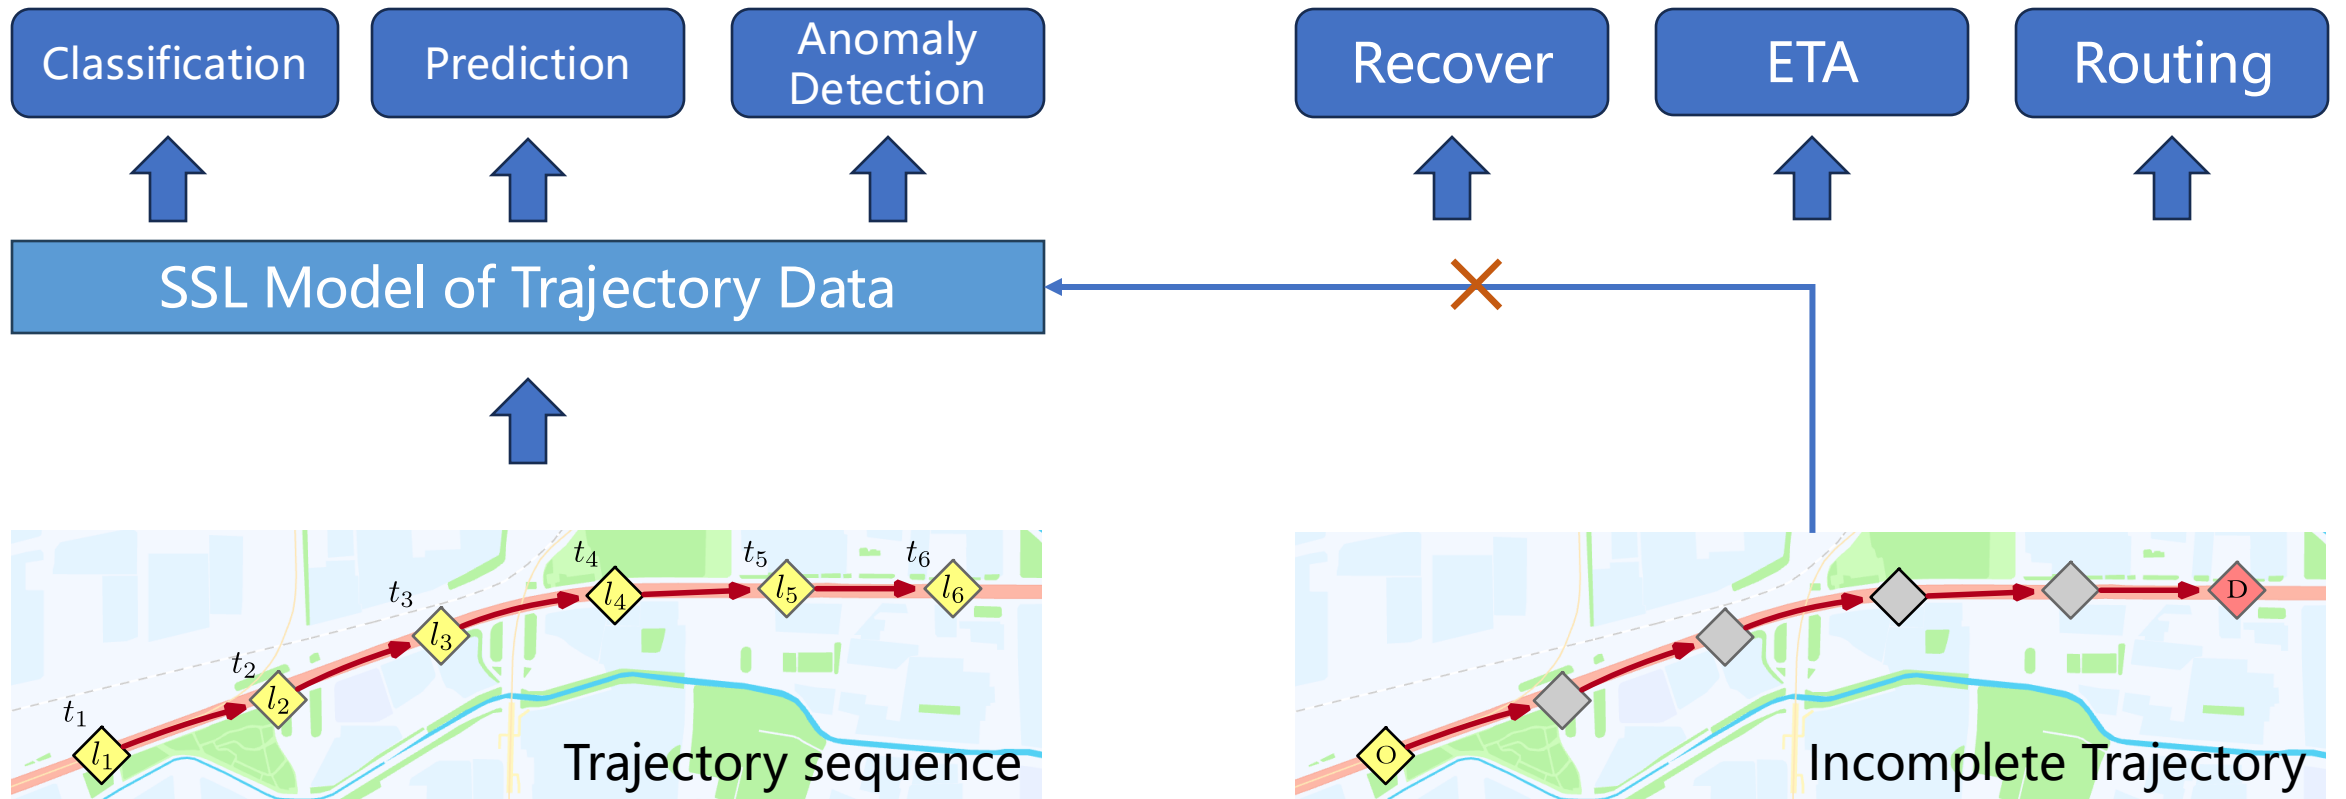 Classification
Prediction
Anomaly
Detection
Recover
ETA
Routing
SSL Model of Trajectory Data
t₁
t₂
t₃
t₄
t₅
t₆
l₁
l₂
l₃
l₄
l₅
l₆
Trajectory sequence
O
D
Incomplete Trajectory